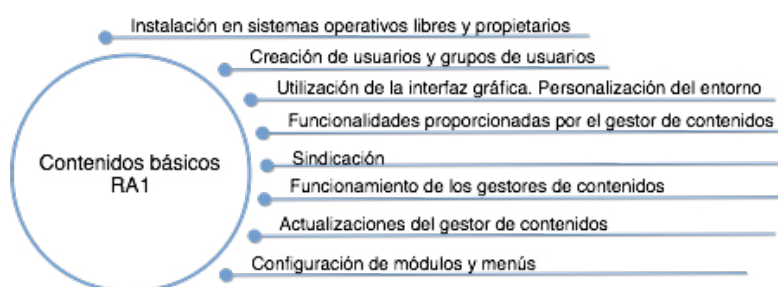 Instalación en sistemas operativos libres y propietarios
Creación de usuarios y grupos de usuarios
Utilización de la interfaz gráfica. Personalización del entorno
Funcionalidades proporcionadas por el gestor de contenidos
Contenidos básicos
RA1
Sindicación
Funcionamiento de los gestores de contenidos
Actualizaciones del gestor de contenidos
Configuración de módulos y menús